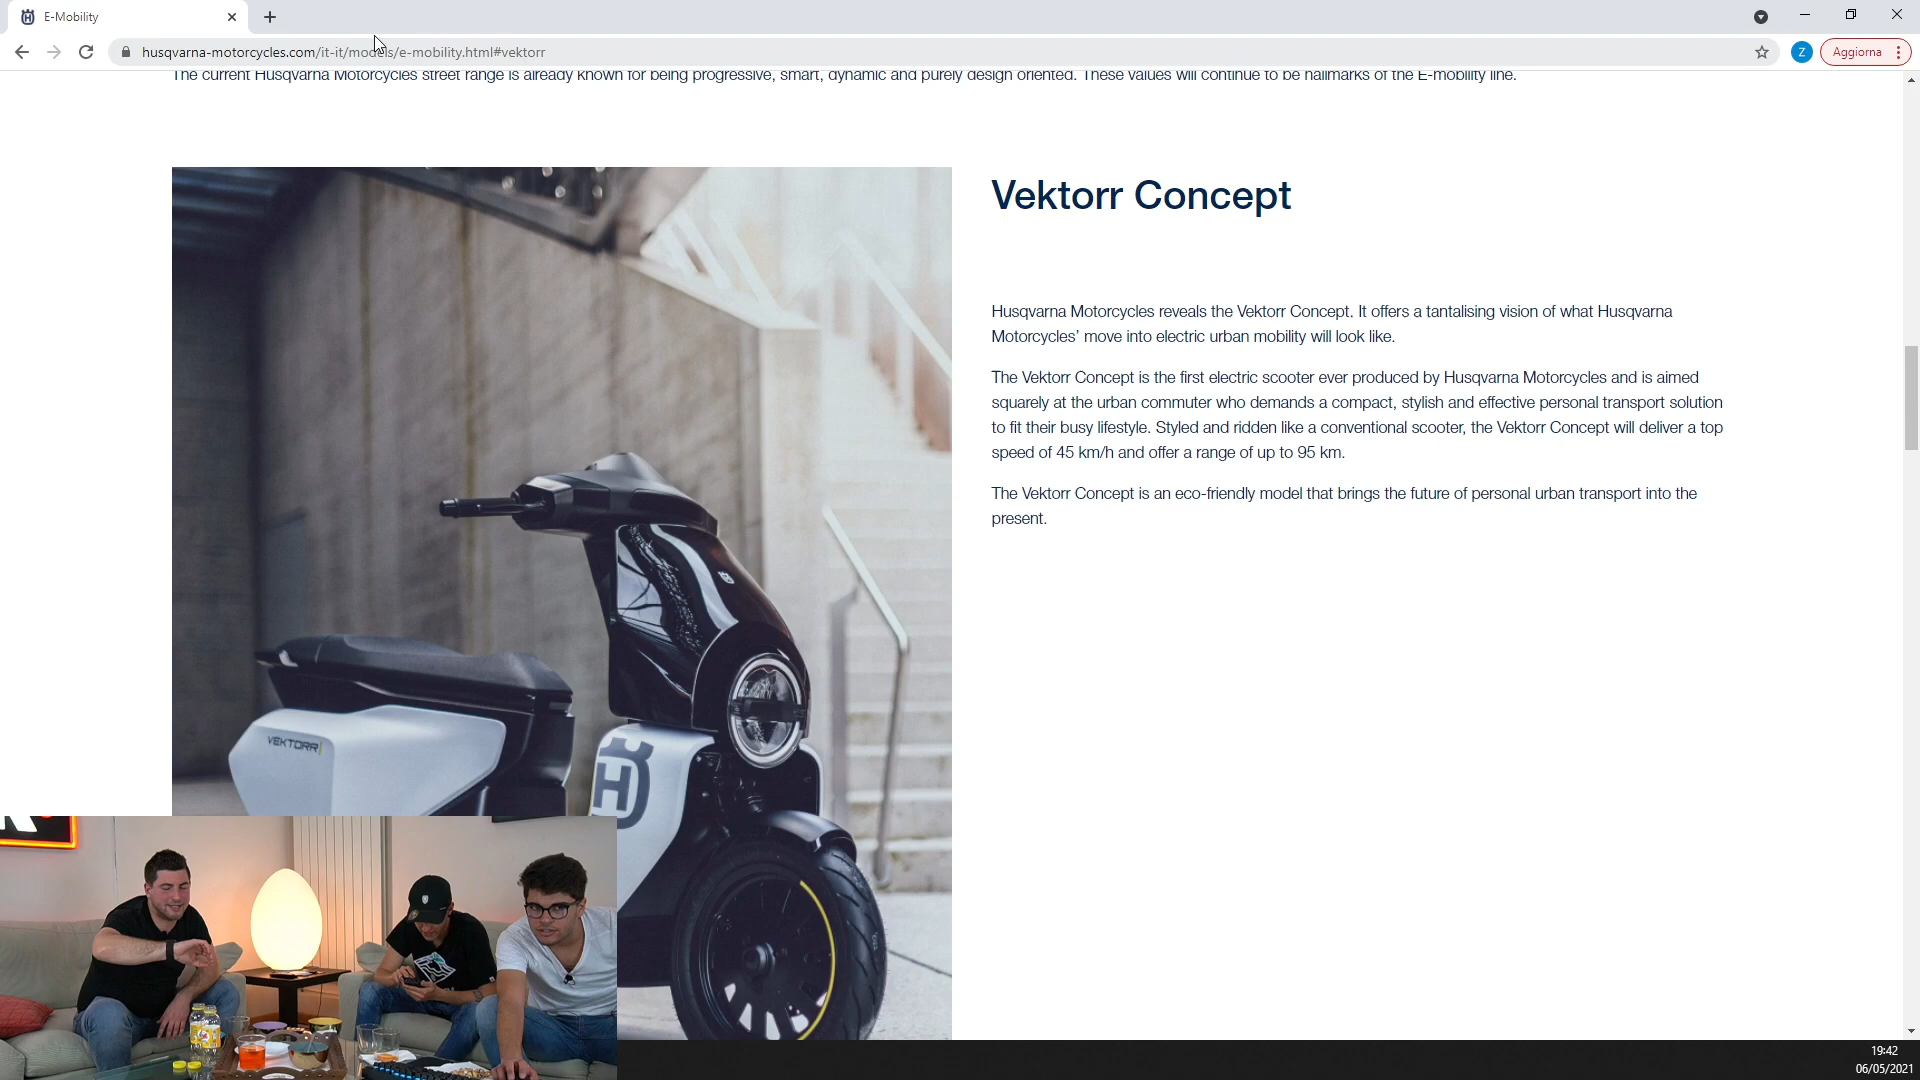 E-Mobility
husqvarna-motorcycles.com/it-it/models/e-mobility.html#vektorr
Z
Aggiorna
The current Husqvarna Motorcycles street range is already known for being progressive, smart, dynamic and purely design oriented. These values will continue to be hallmarks of the E-mobility line.
Vektorr Concept
Husqvarna Motorcycles reveals the Vektorr Concept. It offers a tantalising vision of what Husqvarna
Motorcycles’ move into electric urban mobility will look like.
The Vektorr Concept is the first electric scooter ever produced by Husqvarna Motorcycles and is aimed
squarely at the urban commuter who demands a compact, stylish and effective personal transport solution
to fit their busy lifestyle. Styled and ridden like a conventional scooter, the Vektorr Concept will deliver a top
speed of 45 km/h and offer a range of up to 95 km.
The Vektorr Concept is an eco-friendly model that brings the future of personal urban transport into the
present.
VEKTORR
H
19:42
06/05/2021